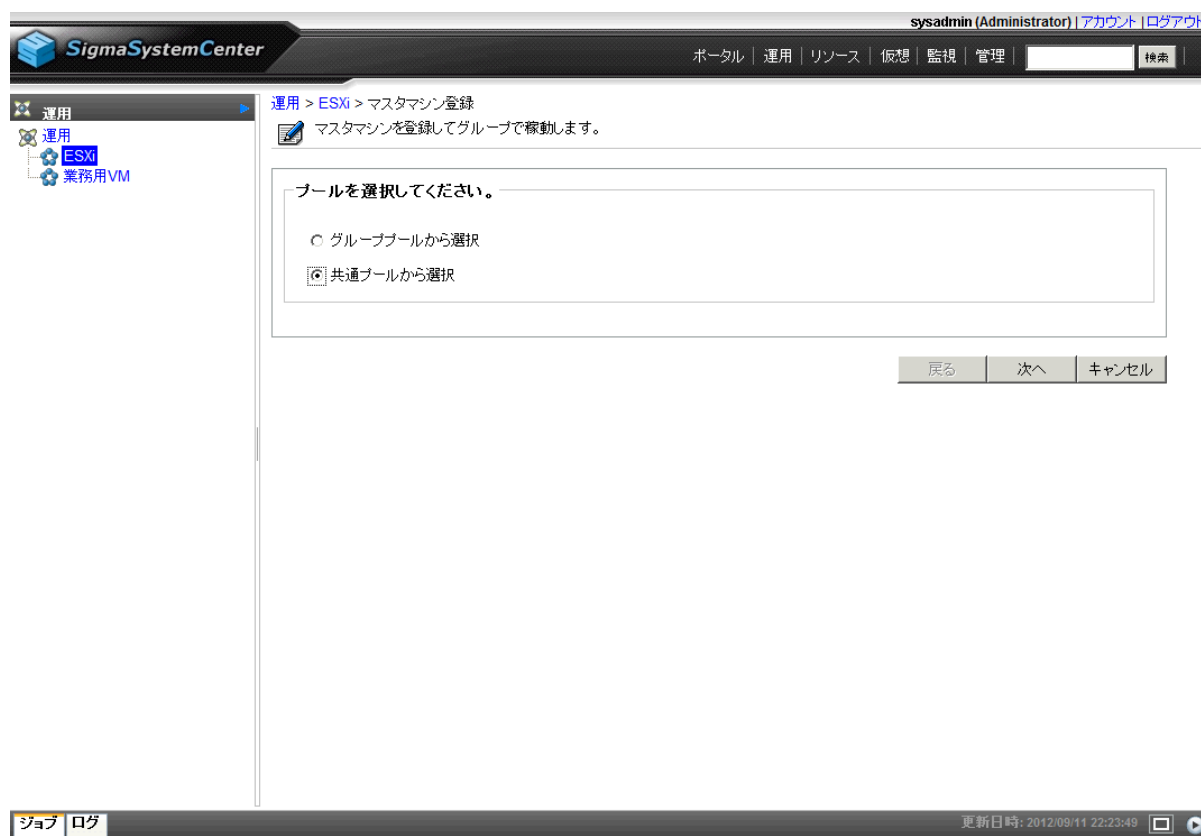 sysadmin (Administrator) | アカウント | ログアウト
SigmaSystemCenter
ポータル | 運用 | リソース | 仮想 | 監視 | 管理 | 検索
運用
運用
ESXi
業務用VM
運用 > ESXi > マスタマシン登録
マスタマシンを登録してグループで稼動します。
プールを選択してください。
グループプールから選択
共通プールから選択
戻る 次へ キャンセル
ジョブ ログ 更新日時: 2012/09/11 22:23:49